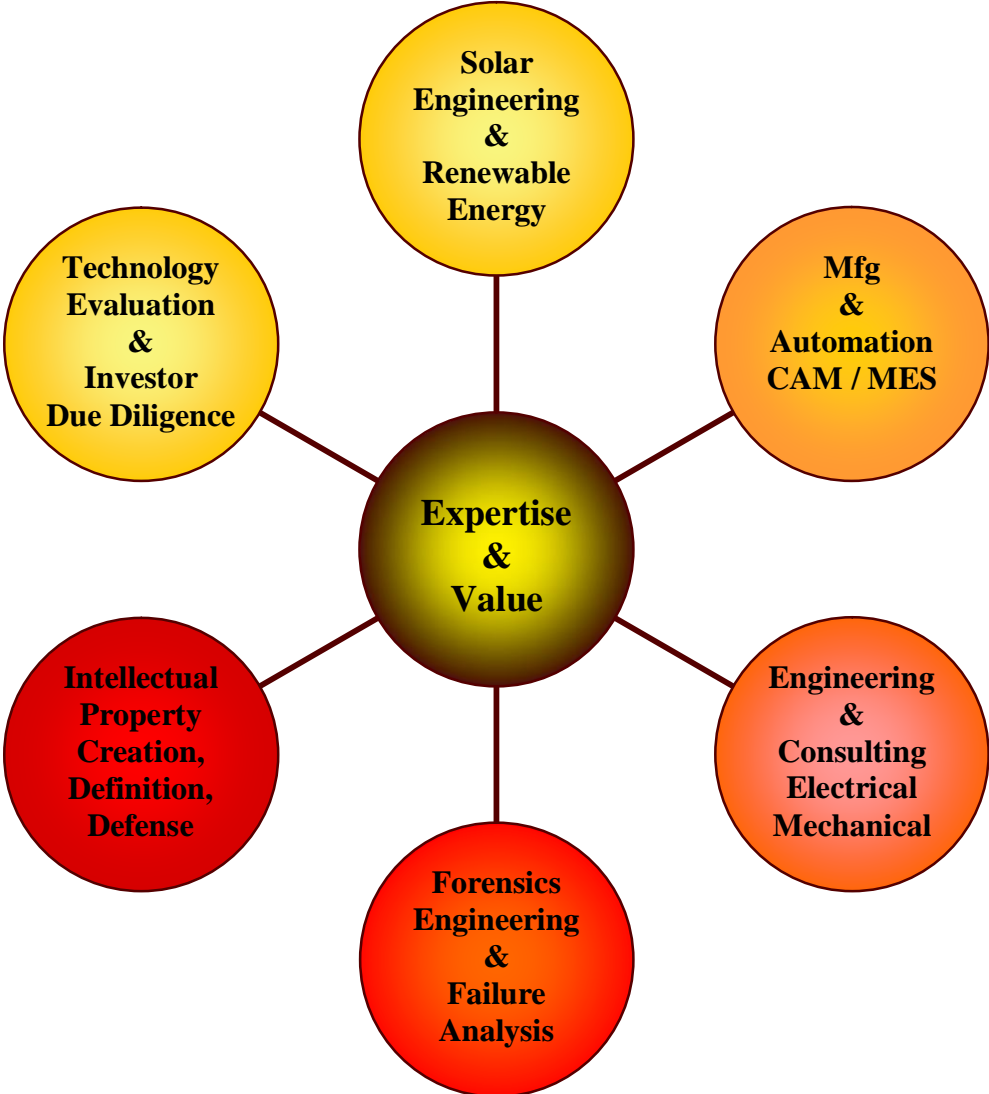 Solar
Engineering
&
Renewable
Energy
Technology
Evaluation
&
Investor
Due Diligence
Mfg
&
Automation
CAM / MES
Expertise
&
Value
Intellectual
Property
Creation,
Definition,
Defense
Engineering
&
Consulting
Electrical
Mechanical
Forensics
Engineering
&
Failure
Analysis